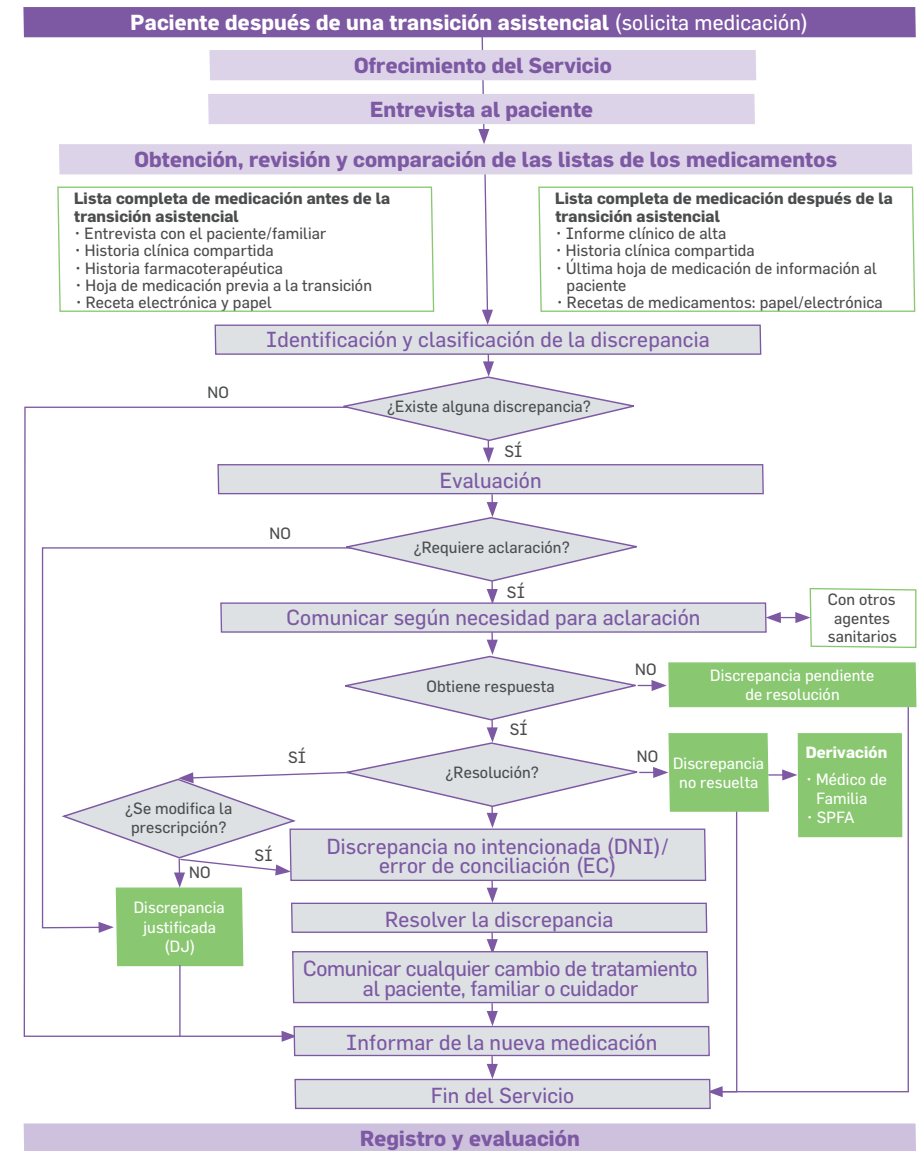 Paciente después de una transición asistencial (solicita medicación)
Ofrecimiento del Servicio
Entrevista al paciente
Obtención, revisión y comparación de las listas de los medicamentos
Lista completa de medicación antes de la
transición asistencial
· Entrevista con el paciente/familiar
· Historia clínica compartida
· Historia farmacoterapéutica
· Hoja de medicación previa a la transición
· Receta electrónica y papel
Lista completa de medicación después de la
transición asistencial
· Informe clínico de alta
· Historia clínica compartida
· Última hoja de medicación de información al
paciente
· Recetas de medicamentos: papel/electrónica
Identificación y clasificación de la discrepancia
NO
¿Existe alguna discrepancia?
SÍ
Evaluación
NO
¿Requiere aclaración?
SÍ
Comunicar según necesidad para aclaración
Con otros
agentes
sanitarios
Obtiene respuesta
NO
Discrepancia pendiente
de resolución
SÍ
SÍ
¿Resolución?
NO
Discrepancia
no resuelta
Derivación
· Médico de
Familia
· SPFA
¿Se modifica la
prescripción?
SÍ
NO
Discrepancia no intencionada (DNI)/
error de conciliación (EC)
Discrepancia
justificada
(DJ)
Resolver la discrepancia
Comunicar cualquier cambio de tratamiento
al paciente, familiar o cuidador
Informar de la nueva medicación
Fin del Servicio
Registro y evaluación